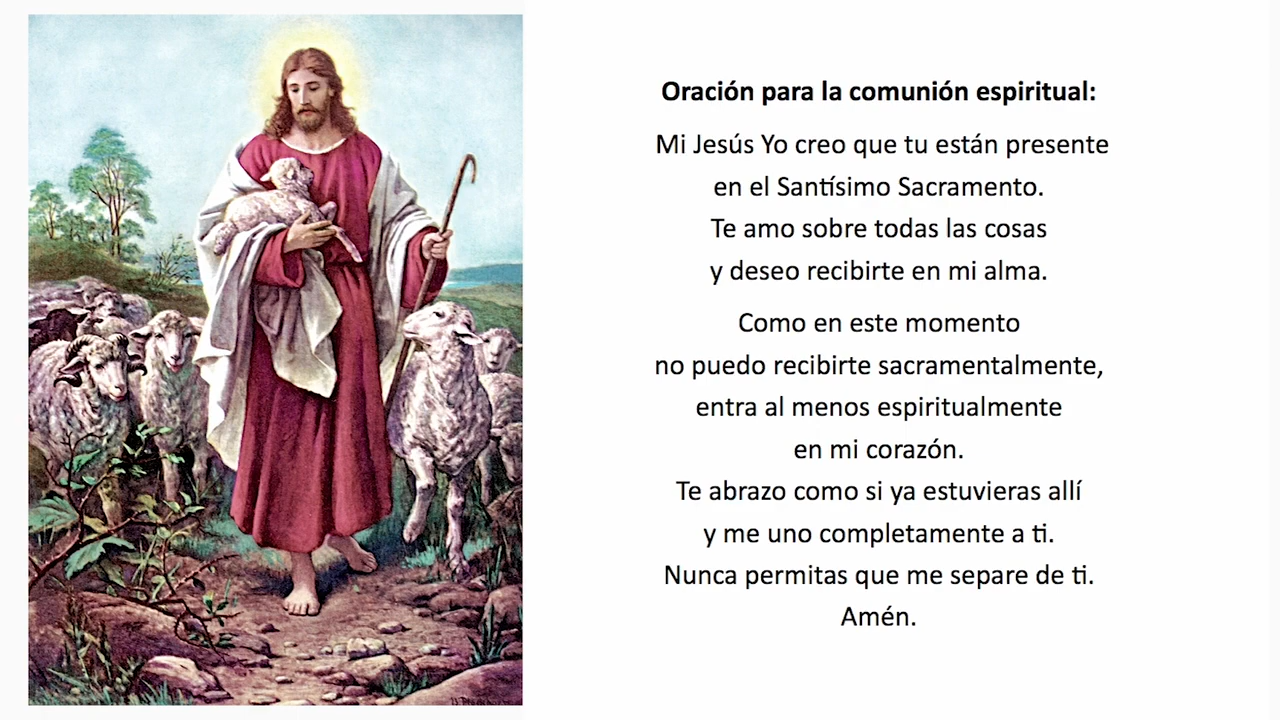 Oración para la comunión espiritual:
Mi Jesús Yo creo que tu están presente
en el Santísimo Sacramento.
Te amo sobre todas las cosas
y deseo recibirte en mi alma.
Como en este momento
no puedo recibirte sacramentalmente,
entra al menos espiritualmente
en mi corazón.
Te abrazo como si ya estuvieras allí
y me uno completamente a ti.
Nunca permitas que me separe de ti.
Amén.